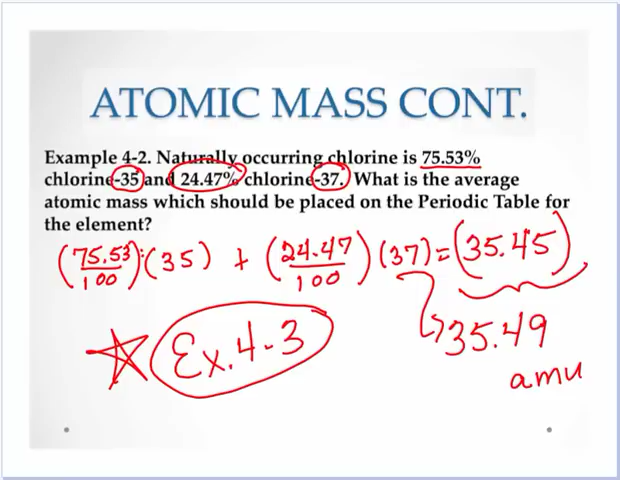 ATOMIC MASS CONT.
Example 4-2. Naturally occurring chlorine is 75.53%
chlorine-35 and 24.47% chlorine-37. What is the average
atomic mass which should be placed on the Periodic Table for
the element?
(75.53/100)(35) + (24.47/100)(37) = (35.45)
35.49
Ex. 4-3
amu